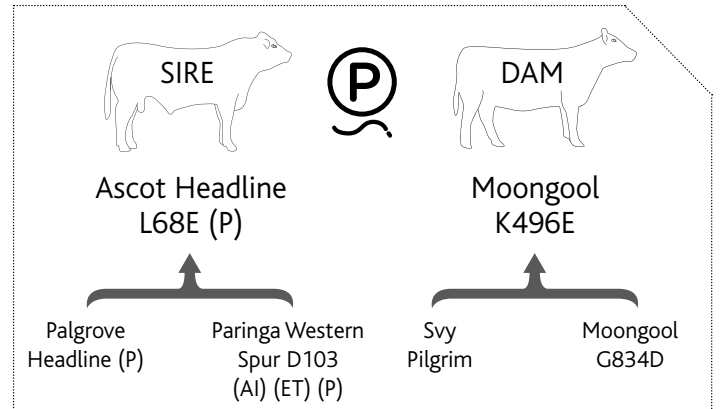 SIRE
P
DAM
Ascot Headline
L68E (P)
Moongool
K496E
Palgrove
Headline (P)
Paringa Western
Spur D103
(AI) (ET) (P)
Svy
Pilgrim
Moongool
G834D